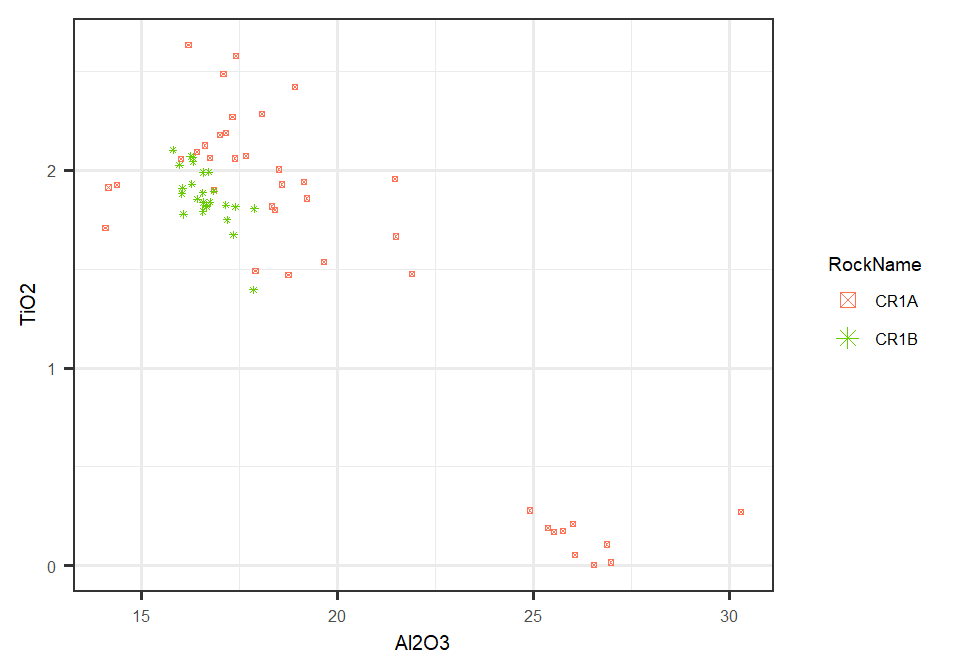 2
1
0
TiO2
15 20 25 30
Al2O3
RockName
CR1A
CR1B